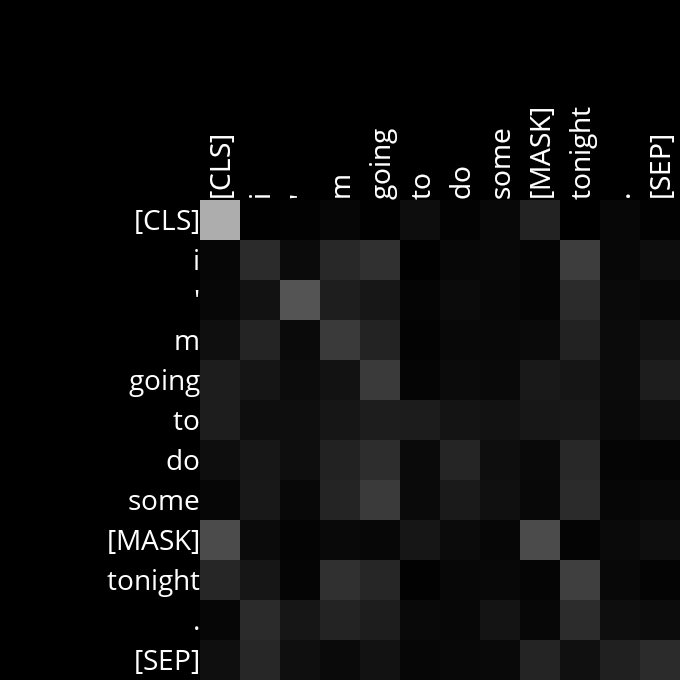 [CLS] i ' m going to do some [MASK] tonight . [SEP]
[CLS]
i
'
m
going
to
do
some
[MASK]
tonight
.
[SEP]